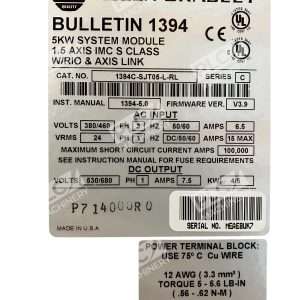 BULLETIN 1394
5KW SYSTEM MODULE
1.5 AXIS IMC S CLASS
W/RIO & AXIS LINK
CAT. NO. 1394C-SJT05-L-RL SERIES C
INST. MANUAL 1394-5.0 FIRMWARE VER. V3.9
AC INPUT
VOLTS 380/460 PH 3 HZ 50/60 AMPS 6.5
VRMS 24 PH 1 HZ 50/60 AMPS 15 MAX
SEE INSTRUCTION MANUAL FOR FUSE REQUIREMENTS
MAXIMUM SHORT CIRCUIT CURRENT AMPS 100,000
DC OUTPUT
VOLTS 530/680 PH 1 AMPS 7.5 KW 4/5
P714000R0
MADE IN U.S.A.
SERIAL NO. MEAEBUK7
POWER TERMINAL BLOCK:
USE 75° C Cu WIRE
12 AWG (3.3 mm²)
TORQUE 5 - 5.6 LB-IN
(.56 - .62 N-M)